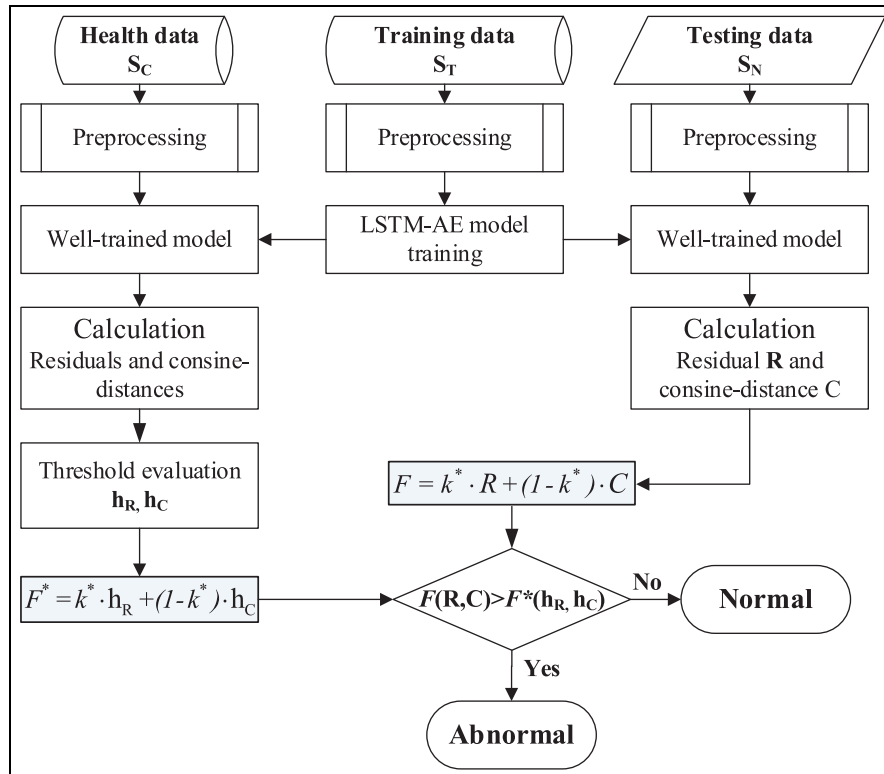 Health data
S_C
Training data
S_T
Testing data
S_N
Preprocessing
Preprocessing
Preprocessing
Well-trained model
LSTM-AE model
training
Well-trained model
Calculation
Residuals and consine-
distances
Calculation
Residual R and
consine-distance C
Threshold evaluation
h_R, h_C
F = k* · R + (1 - k*) · C
F* = k* · h_R + (1 - k*) · h_C
F(R,C)>F*(h_R, h_C)
No
Normal
Yes
Abnormal